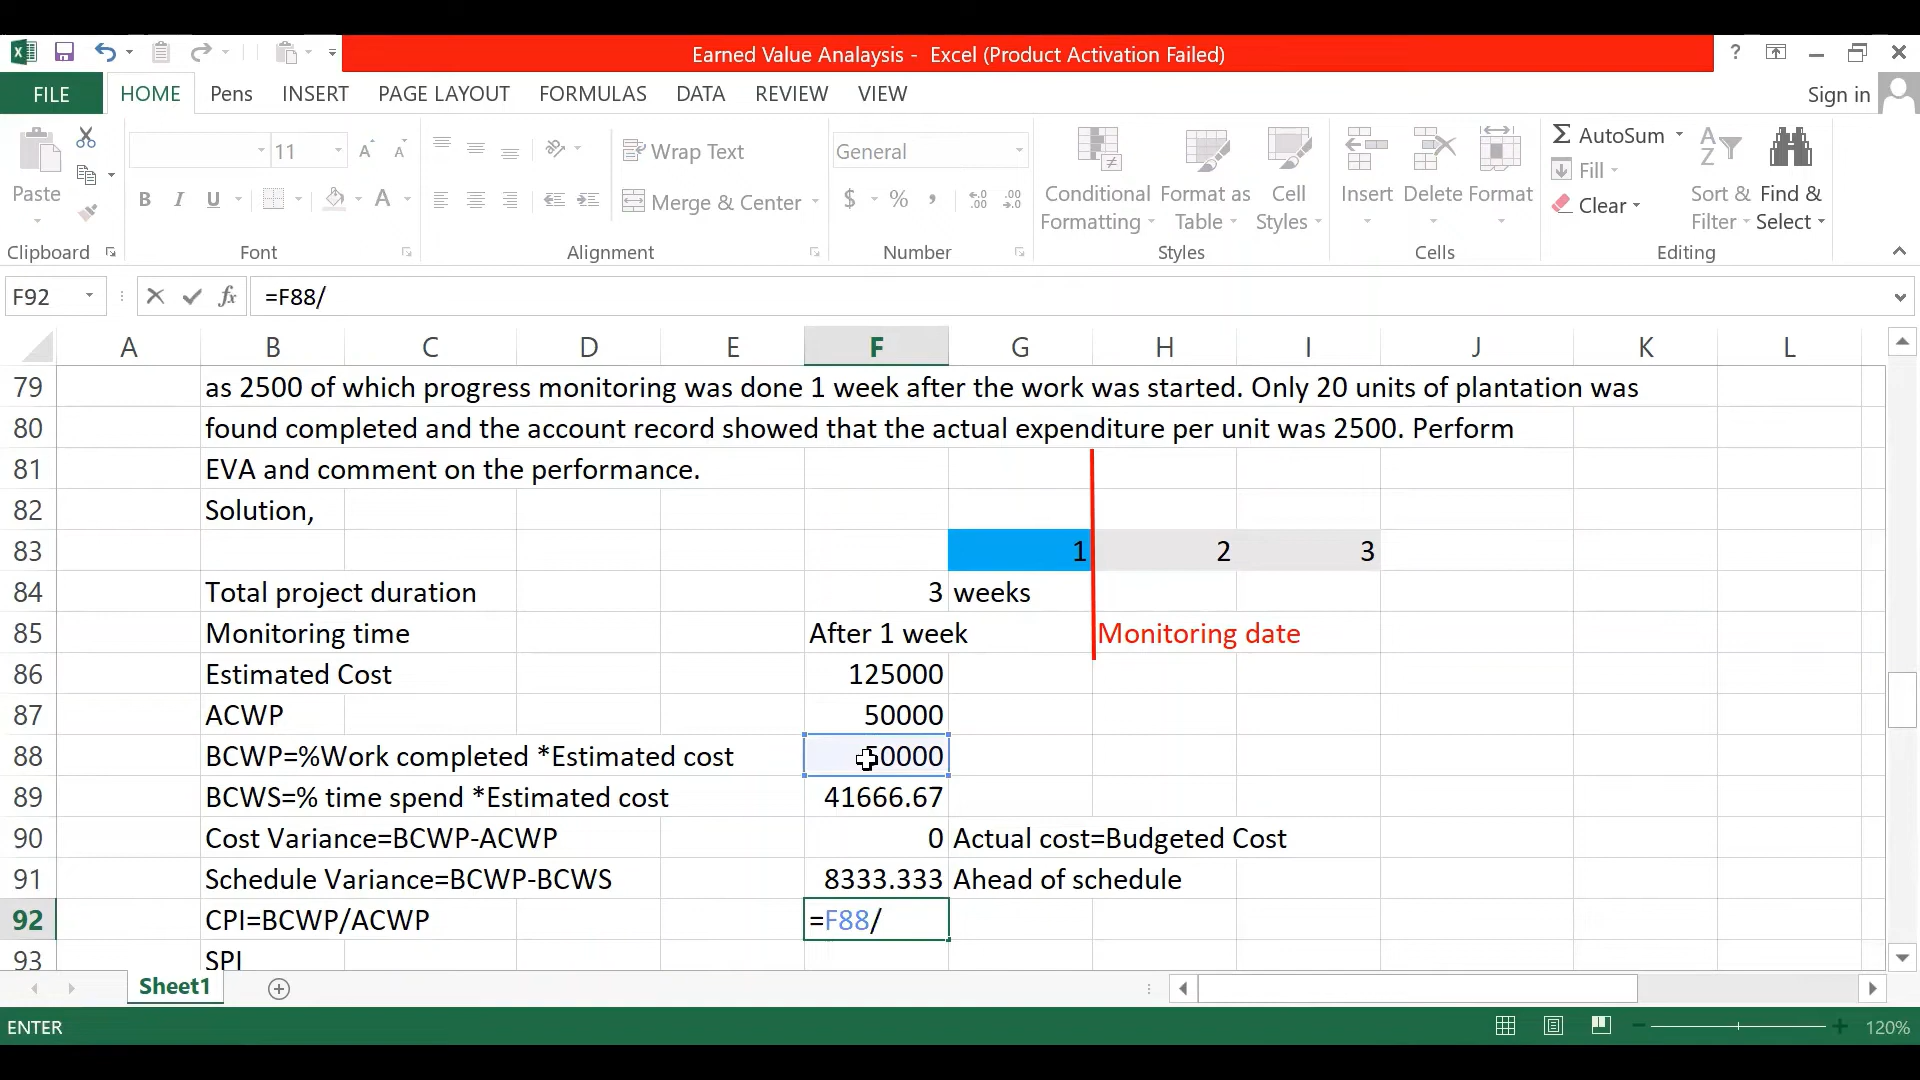 Earned Value Analaysis - Excel (Product Activation Failed)
?
FILE HOME Pens INSERT PAGE LAYOUT FORMULAS DATA REVIEW VIEW Sign in
Paste
Clipboard
11
B I U A
Font
Wrap Text
Merge & Center
Alignment
General
$ % ,
Number
Conditional Formatting
Format as Table
Cell Styles
Styles
Insert Delete Format
Cells
AutoSum
Fill
Clear
Sort & Filter
Find & Select
Editing
F92 fx =F88/
A B C D E F G H I J K L
79 as 2500 of which progress monitoring was done 1 week after the work was started. Only 20 units of plantation was
80 found completed and the account record showed that the actual expenditure per unit was 2500. Perform
81 EVA and comment on the performance.
82 Solution,
83 1 2 3
84 Total project duration 3 weeks
85 Monitoring time After 1 week Monitoring date
86 Estimated Cost 125000
87 ACWP 50000
88 BCWP=%Work completed *Estimated cost 50000
89 BCWS=% time spend *Estimated cost 41666.67
90 Cost Variance=BCWP-ACWP 0 Actual cost=Budgeted Cost
91 Schedule Variance=BCWP-BCWS 8333.333 Ahead of schedule
92 CPI=BCWP/ACWP =F88/
93 SPI
Sheet1
ENTER 120%